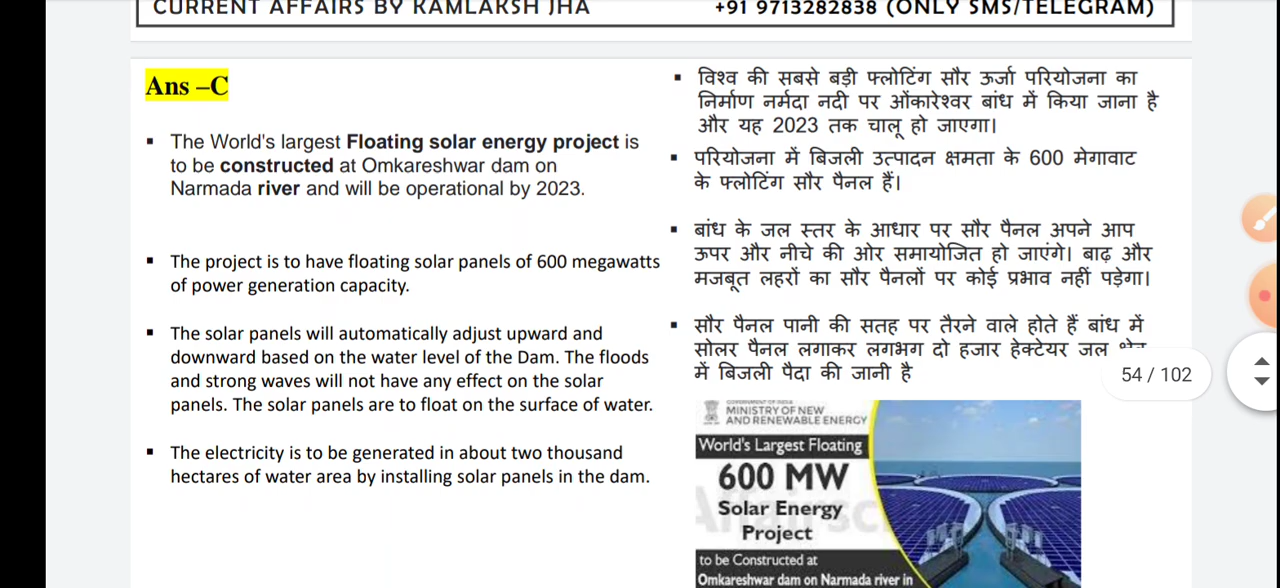 CURRENT AFFAIRS BY KAMLAKSH JHA +91 9713282838 (ONLY SMS/TELEGRAM)
Ans –C
▪ The World's largest Floating solar energy project is
to be constructed at Omkareshwar dam on
Narmada river and will be operational by 2023.
▪ The project is to have floating solar panels of 600 megawatts
of power generation capacity.
▪ The solar panels will automatically adjust upward and
downward based on the water level of the Dam. The floods
and strong waves will not have any effect on the solar
panels. The solar panels are to float on the surface of water.
▪ The electricity is to be generated in about two thousand
hectares of water area by installing solar panels in the dam.
▪ विश्व की सबसे बड़ी फ्लोटिंग सौर ऊर्जा परियोजना का
निर्माण नर्मदा नदी पर ओंकारेश्वर बांध में किया जाना है
और यह 2023 तक चालू हो जाएगा।
▪ परियोजना में बिजली उत्पादन क्षमता के 600 मेगावाट
के फ्लोटिंग सौर पैनल हैं।
▪ बांध के जल स्तर के आधार पर सौर पैनल अपने आप
ऊपर और नीचे की ओर समायोजित हो जाएंगे। बाढ़ और
मजबूत लहरों का सौर पैनलों पर कोई प्रभाव नहीं पड़ेगा।
▪ सौर पैनल पानी की सतह पर तैरने वाले होते हैं बांध में
सोलर पैनल लगाकर लगभग दो हजार हेक्टेयर जल
में बिजली पैदा की जानी है
54 / 102
MINISTRY OF NEW
AND RENEWABLE ENERGY
World's Largest Floating
600 MW
Solar Energy
Project
to be Constructed at
Omkareshwar dam on Narmada river in